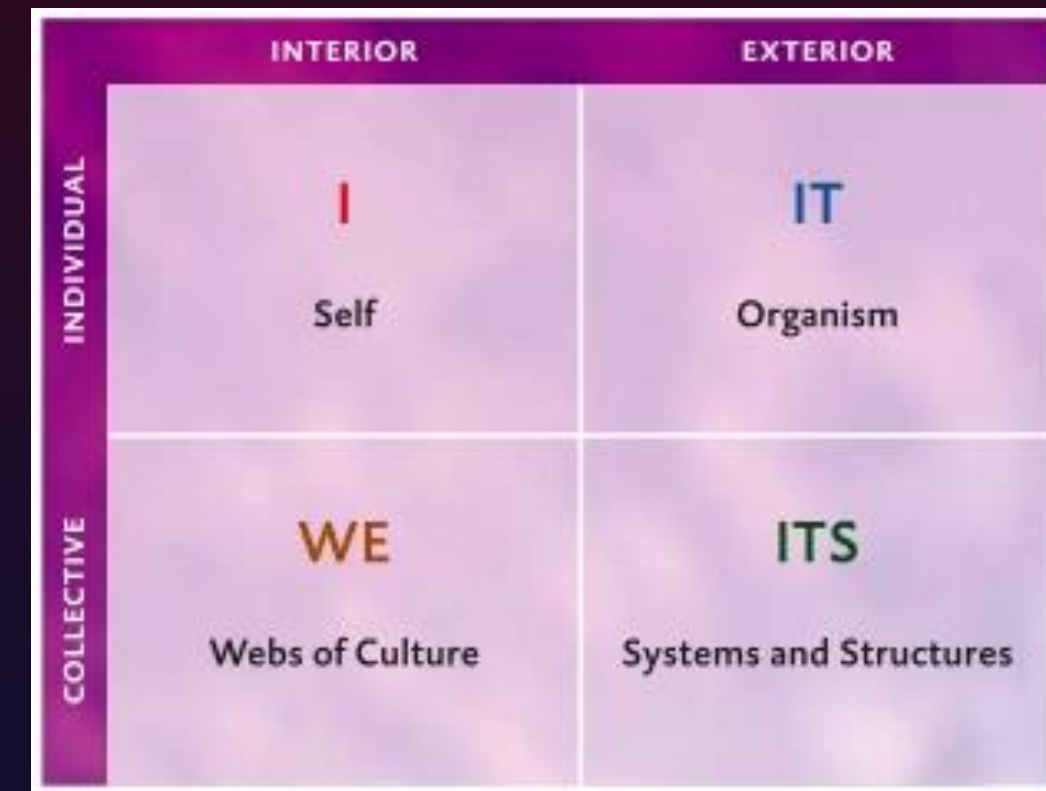 INTERIOR EXTERIOR
INDIVIDUAL
I IT
Self Organism
COLLECTIVE
WE ITS
Webs of Culture Systems and Structures